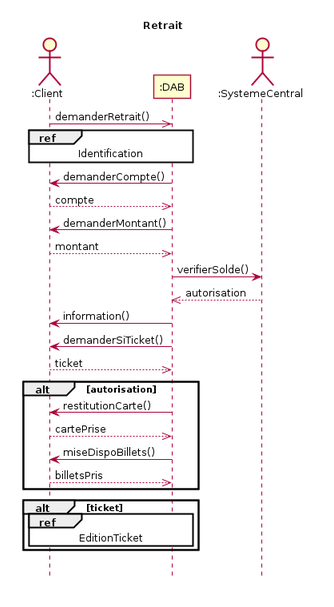 Retrait
:Client
:DAB
:SystemeCentral
demanderRetrait()
ref
Identification
demanderCompte()
compte
demanderMontant()
montant
verifierSolde()
autorisation
information()
demanderSiTicket()
ticket
alt [autorisation]
restitutionCarte()
cartePrise
miseDispoBillets()
billetsPris
alt [ticket]
ref
EditionTicket